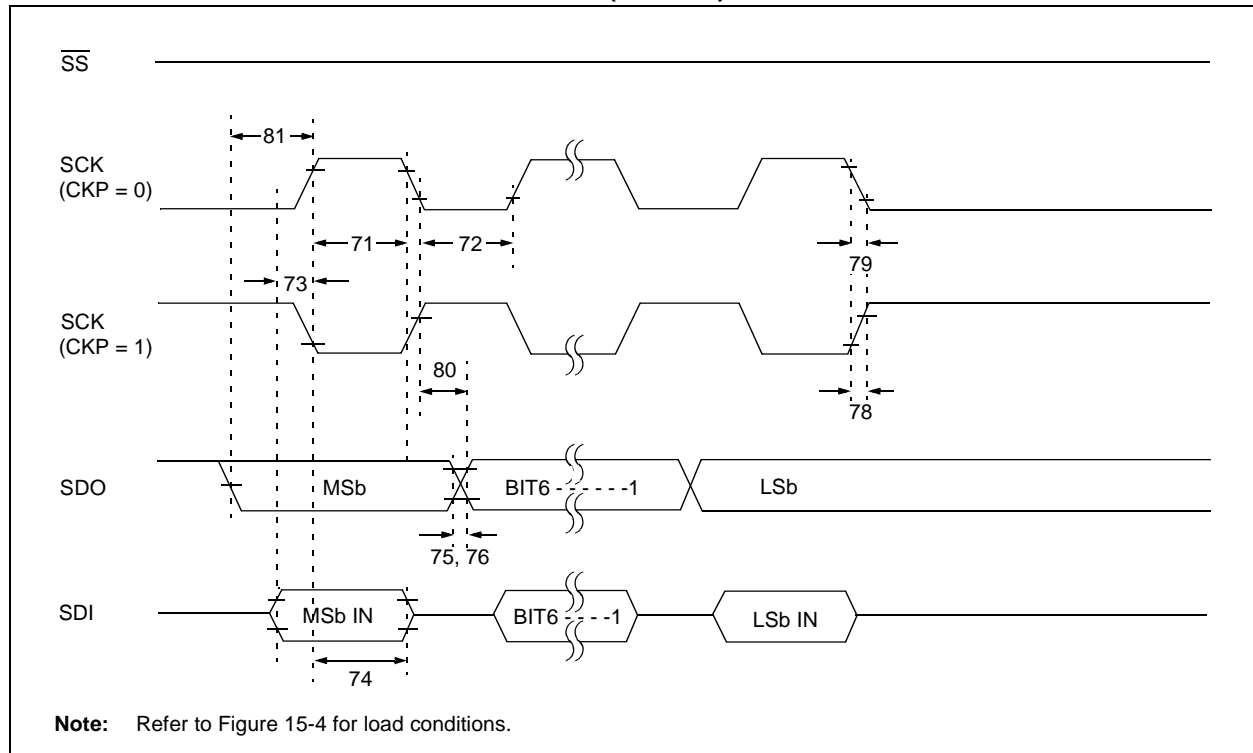 SS
81
SCK
(CKP = 0)
71
72
79
73
SCK
(CKP = 1)
80
78
SDO
MSb
BIT6 - - - - - -1
LSb
75, 76
SDI
MSb IN
BIT6 - - - -1
LSb IN
74
Note: Refer to Figure 15-4 for load conditions.